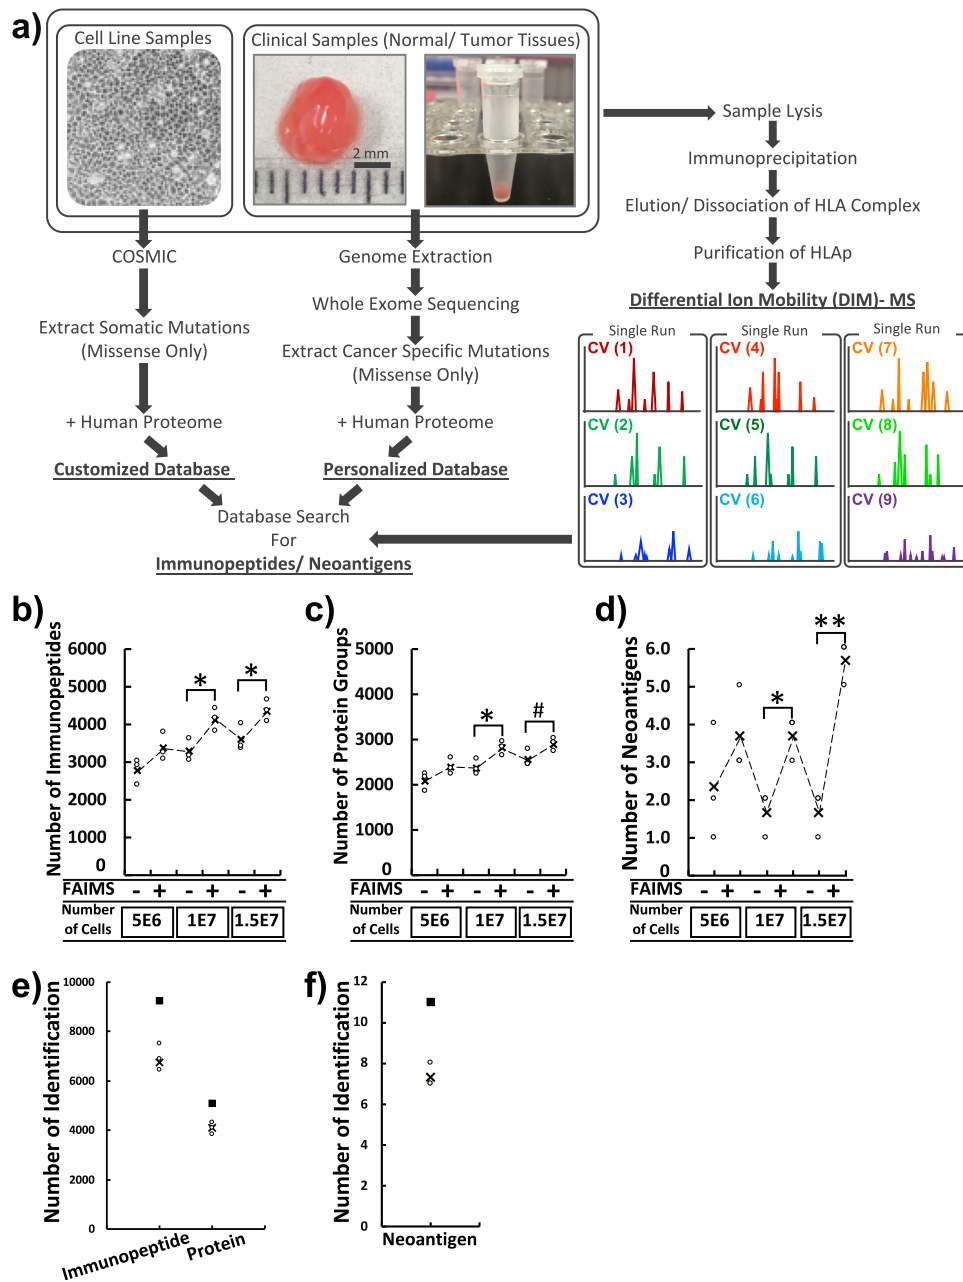 a)
Cell Line Samples
Clinical Samples (Normal/ Tumor Tissues)
2 mm
COSMIC
Extract Somatic Mutations
(Missense Only)
+ Human Proteome
Customized Database
Genome Extraction
Whole Exome Sequencing
Extract Cancer Specific Mutations
(Missense Only)
+ Human Proteome
Personalized Database
Database Search
For
Immunopeptides/ Neoantigens
Sample Lysis
Immunoprecipitation
Elution/ Dissociation of HLA Complex
Purification of HLAp
Differential Ion Mobility (DIM)- MS
Single Run
Single Run
Single Run
CV (1)
CV (4)
CV (7)
CV (2)
CV (5)
CV (8)
CV (3)
CV (6)
CV (9)
b)
Number of Immunopeptides
6000
5000
4000
3000
2000
1000
0
*
*
FAIMS - + - + - +
Number
of Cells
5E6 1E7 1.5E7
c)
Number of Protein Groups
5000
4000
3000
2000
1000
0
*
#
FAIMS - + - + - +
Number
of Cells
5E6 1E7 1.5E7
d)
Number of Neoantigens
6.0
5.0
4.0
3.0
2.0
1.0
0
*
**
FAIMS - + - + - +
Number
of Cells
5E6 1E7 1.5E7
e)
Number of Identification
10000
8000
6000
4000
2000
0
Immunopeptide
Protein
f)
Number of Identification
12
10
8
6
4
2
0
Neoantigen